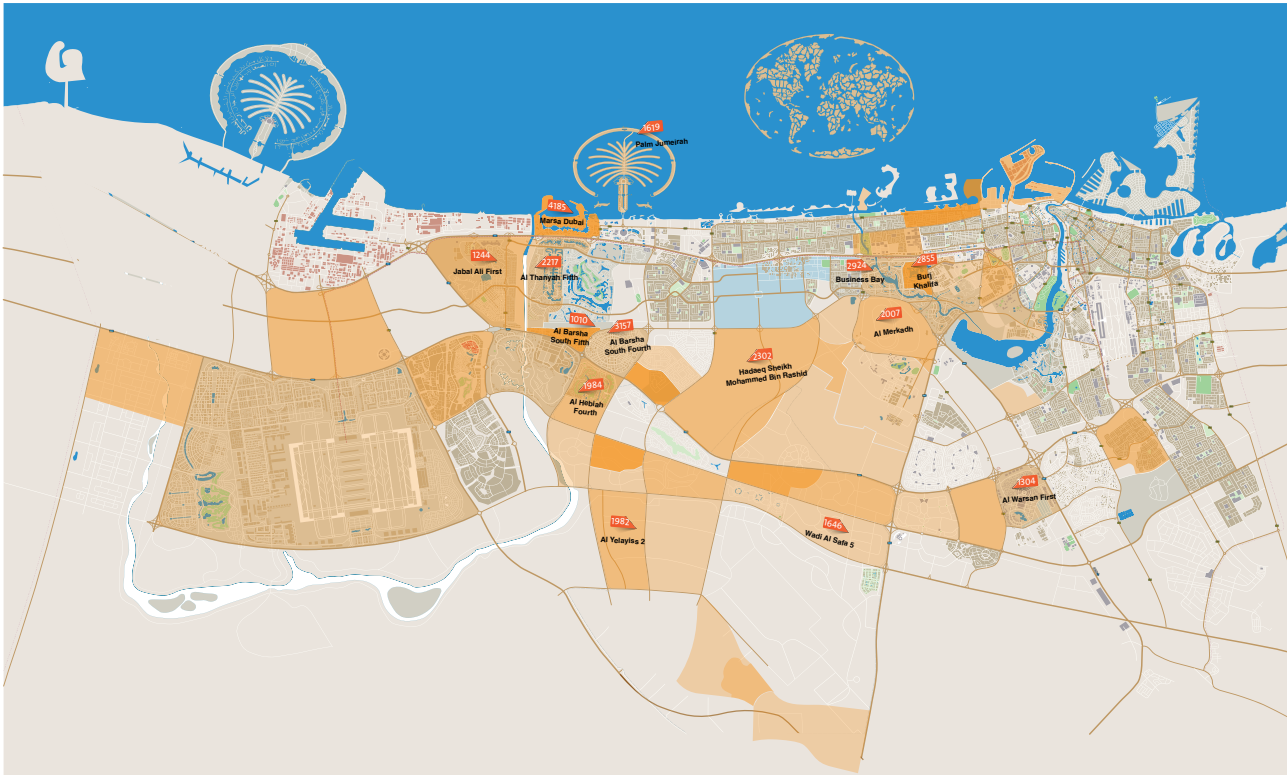 1619
Palm Jumeirah
4185
Marsa Dubai
1244
Jabal Ali First
2217
Al Thanyah Fifth
2924
Business Bay
2855
Burj
Khalifa
1010
Al Barsha
South Fifth
3157
Al Barsha
South Fourth
2007
Al Merkadh
2302
Hadaeq Sheikh
Mohammed Bin Rashid
1984
Al Hebiah
Fourth
1304
Al Warsan First
1982
Al Yelayiss 2
1646
Wadi Al Safa 5